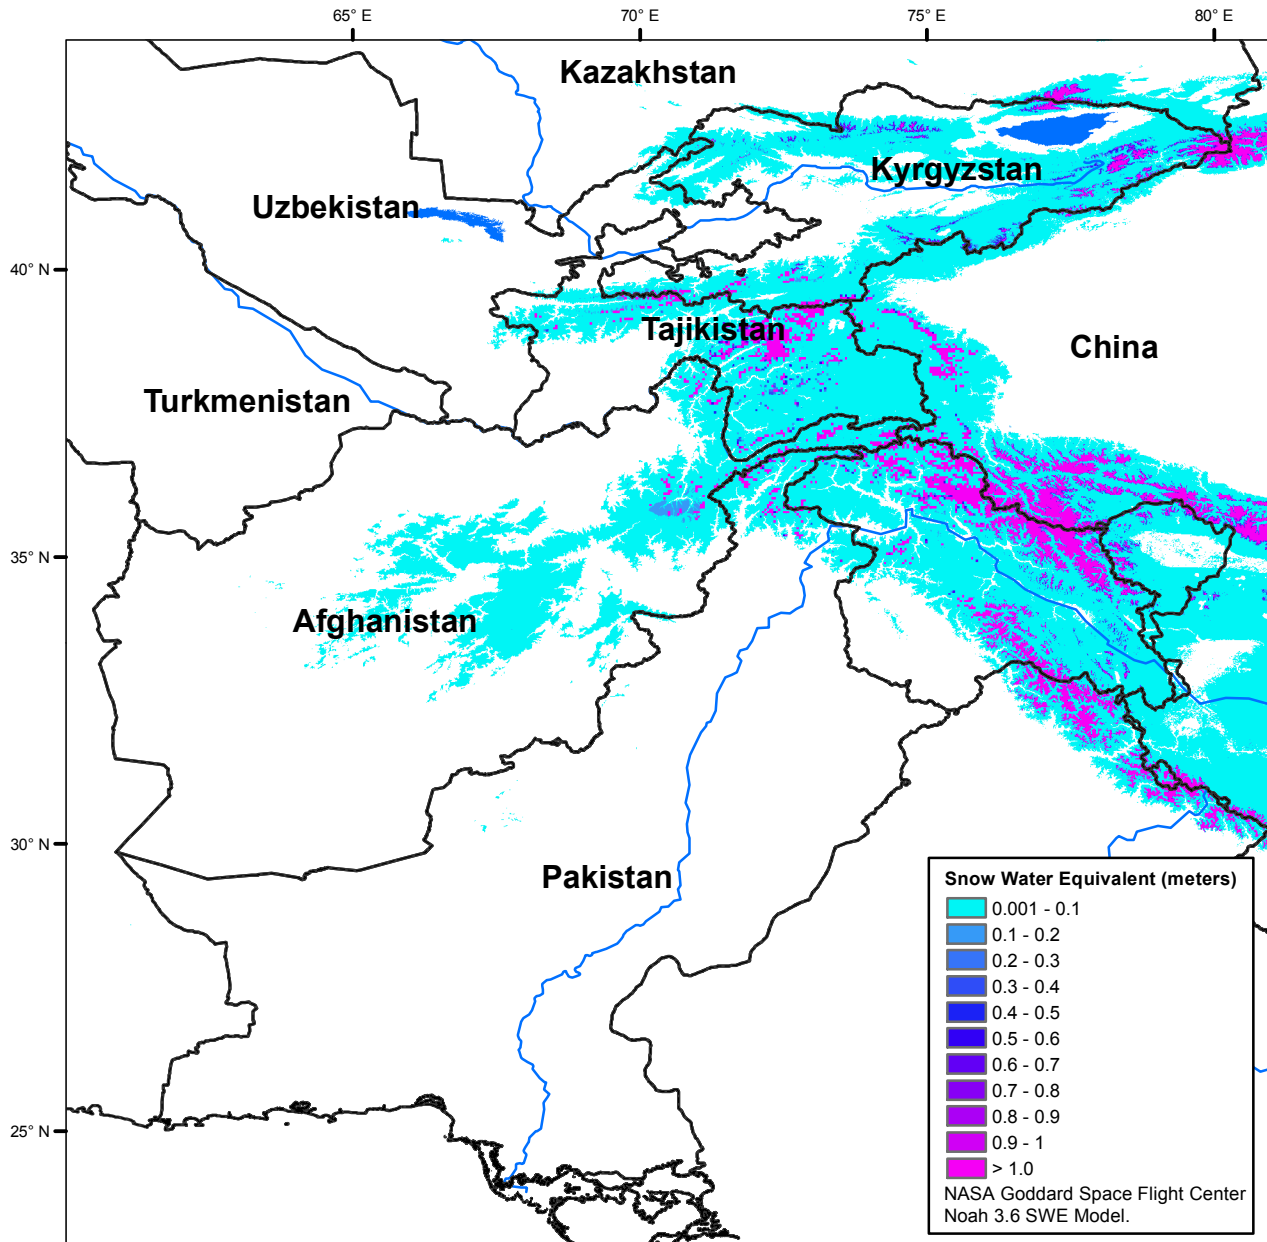 65° E
70° E
75° E
80° E
Kazakhstan
Kyrgyzstan
Uzbekistan
40° N
Tajikistan
China
Turkmenistan
35° N
Afghanistan
30° N
Pakistan
25° N
Snow Water Equivalent (meters)
0.001 - 0.1
0.1 - 0.2
0.2 - 0.3
0.3 - 0.4
0.4 - 0.5
0.5 - 0.6
0.6 - 0.7
0.7 - 0.8
0.8 - 0.9
0.9 - 1
> 1.0
NASA Goddard Space Flight Center
Noah 3.6 SWE Model.